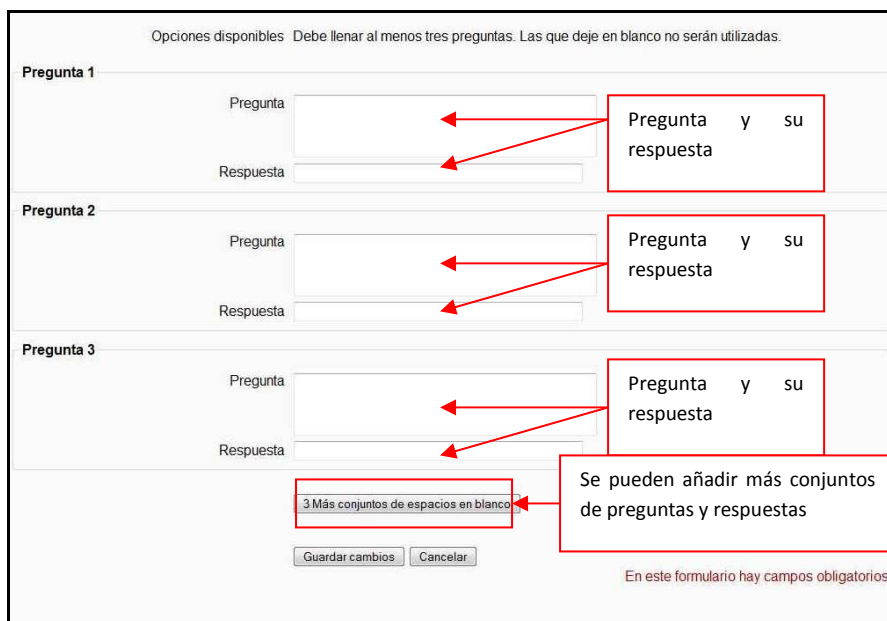 Opciones disponibles Debe llenar al menos tres preguntas. Las que deje en blanco no serán utilizadas.
Pregunta 1
Pregunta
Pregunta y su
respuesta
Respuesta
Pregunta 2
Pregunta
Pregunta y su
respuesta
Respuesta
Pregunta 3
Pregunta
Pregunta y su
respuesta
Respuesta
Se pueden añadir más conjuntos
de preguntas y respuestas
3 Más conjuntos de espacios en blanco
Guardar cambios Cancelar
En este formulario hay campos obligatorios